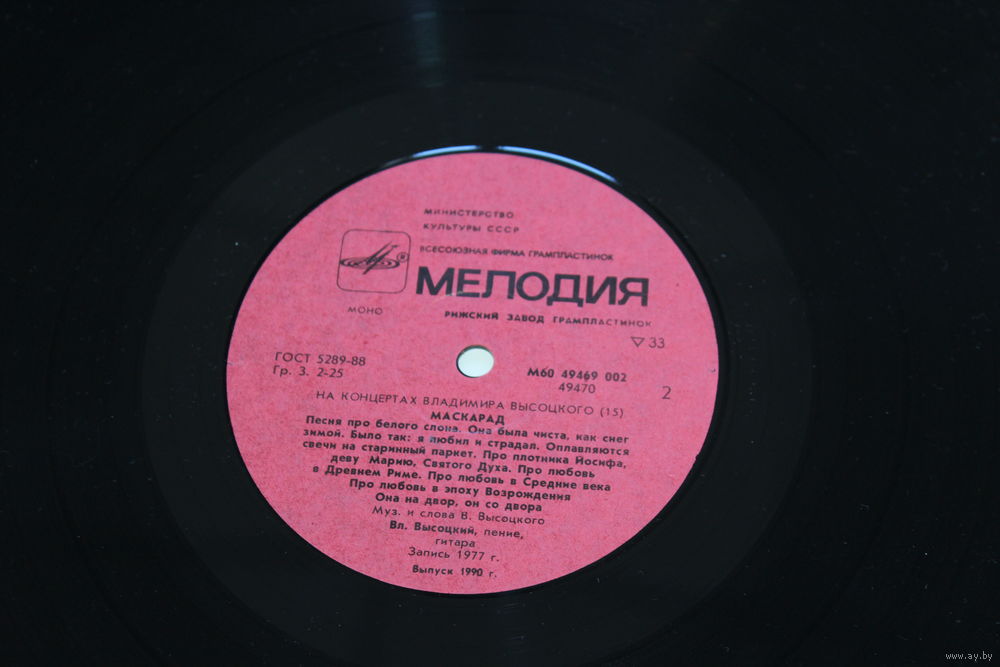 МИНИСТЕРСТВО
КУЛЬТУРЫ СССР
ВСЕСОЮЗНАЯ ФИРМА ГРАМПЛАСТИНОК
®
МЕЛОДИЯ
МОНО
РИЖСКИЙ ЗАВОД ГРАМПЛАСТИНОК
▽ 33
ГОСТ 5289-88
Гр. 3. 2-25
М60 49469 002
49470
2
НА КОНЦЕРТАХ ВЛАДИМИРА ВЫСОЦКОГО (15)
МАСКАРАД
Песня про белого слона. Она была чиста, как снег
зимой. Было так: я любил и страдал. Оплавляются
свечи на старинный паркет. Про плотника Йосифа,
деву Марию, Святого Духа. Про любовь
в Древнем Риме. Про любовь в Средние века
Про любовь в эпоху Возрождения
Она на двор, он со двора
Муз. и слова В. Высоцкого
Вл. Высоцкий, пение,
гитара
Запись 1977 г.
Выпуск 1990 г.
www.ay.by